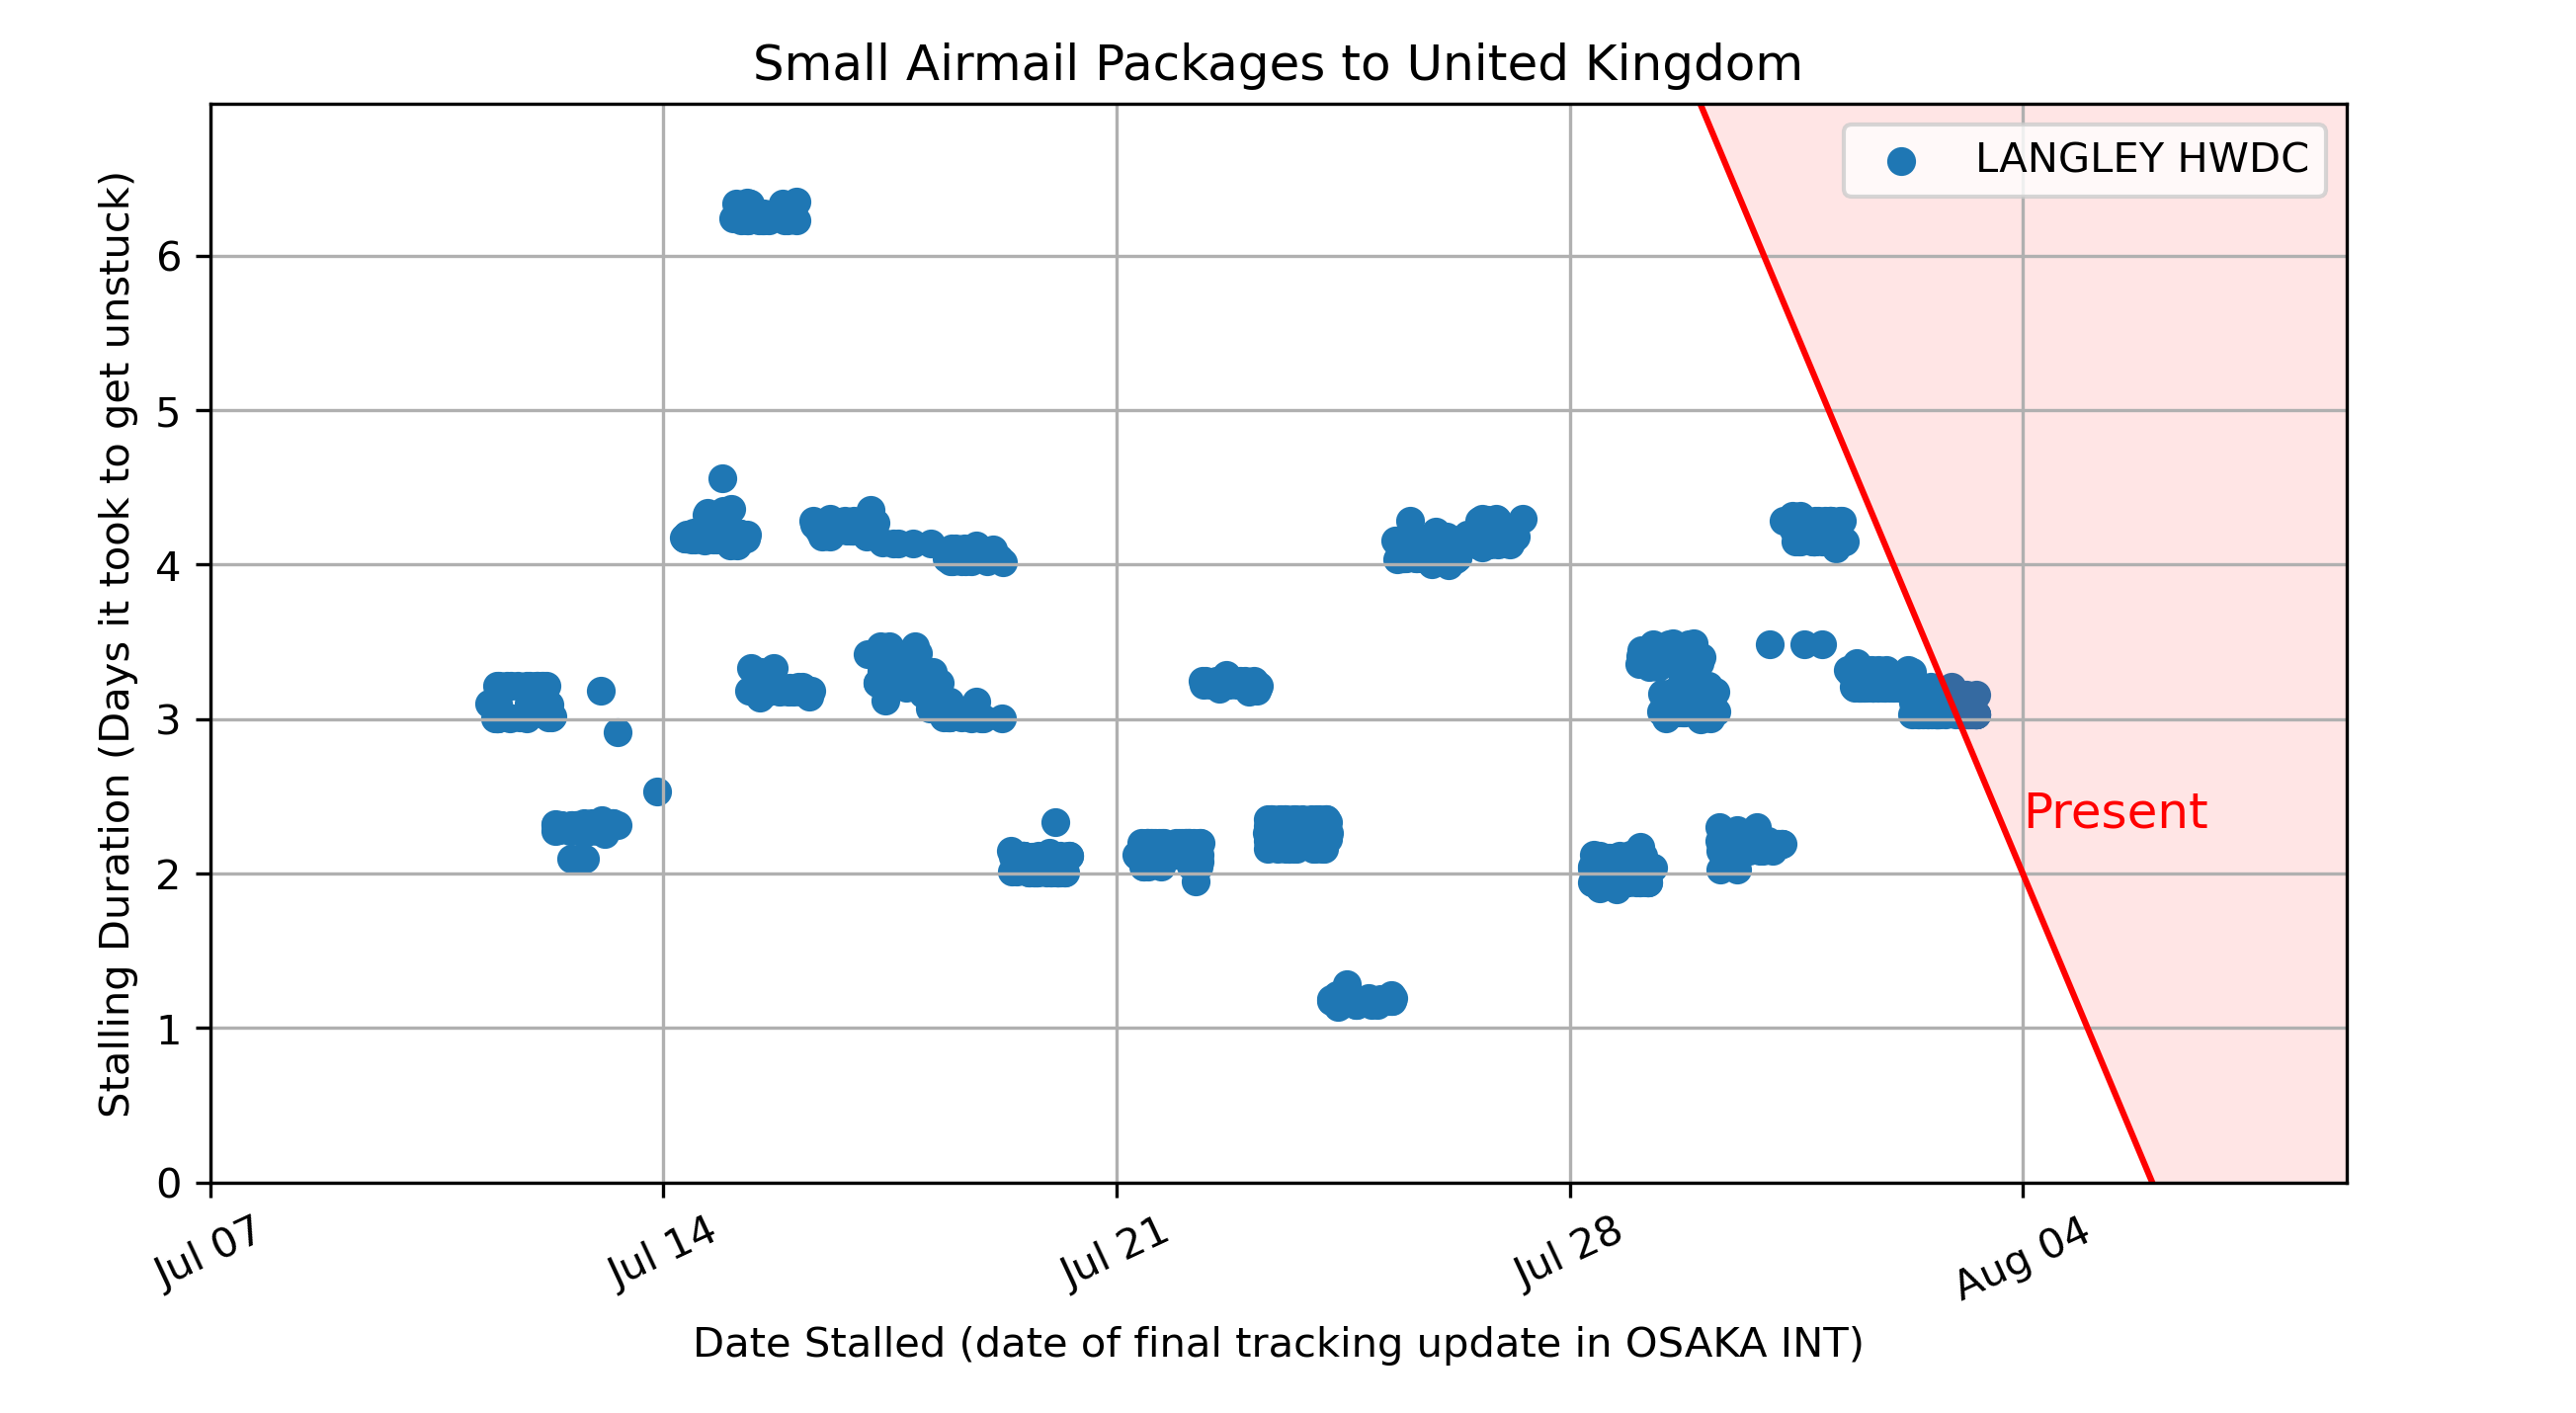 Small Airmail Packages to United Kingdom
LANGLEY HWDC
Stalling Duration (Days it took to get unstuck)
6
5
4
3
2
1
0
Present
Jul 07
Jul 14
Jul 21
Jul 28
Aug 04
Date Stalled (date of final tracking update in OSAKA INT)